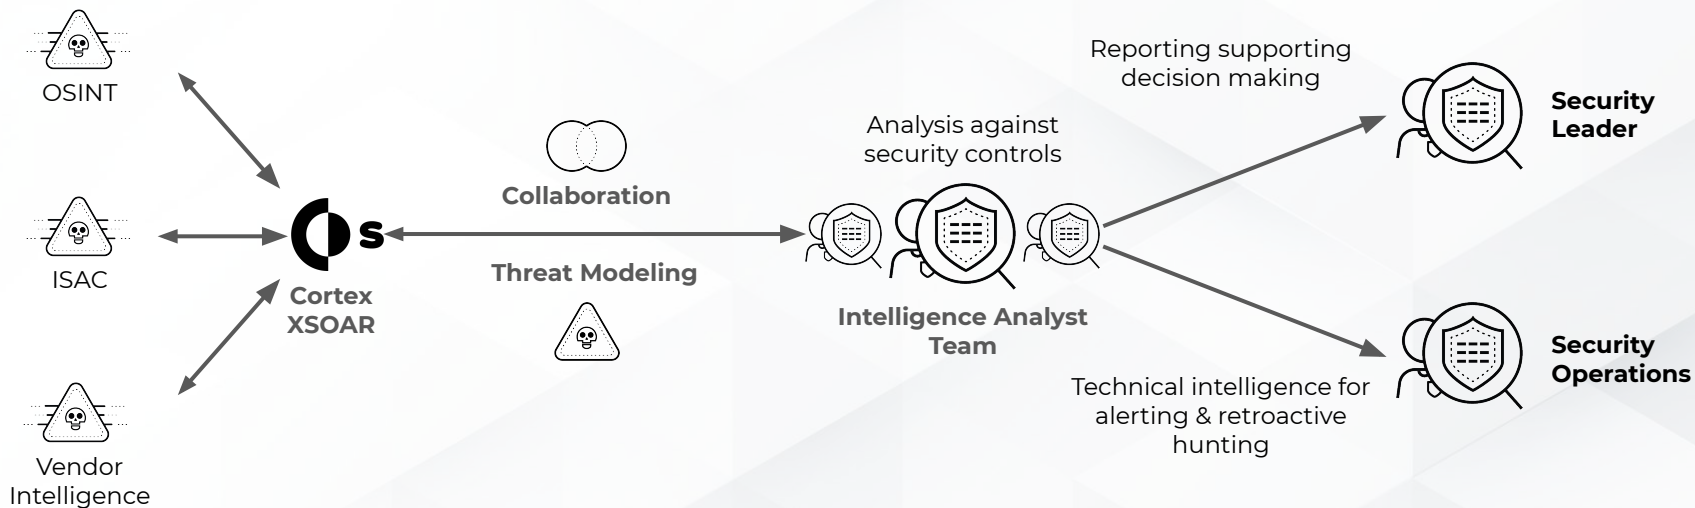 OSINT
ISAC
Vendor
Intelligence
S
Cortex
XSOAR
Collaboration
Threat Modeling
Analysis against
security controls
Intelligence Analyst
Team
Reporting supporting
decision making
Security
Leader
Technical intelligence for
alerting & retroactive
hunting
Security
Operations